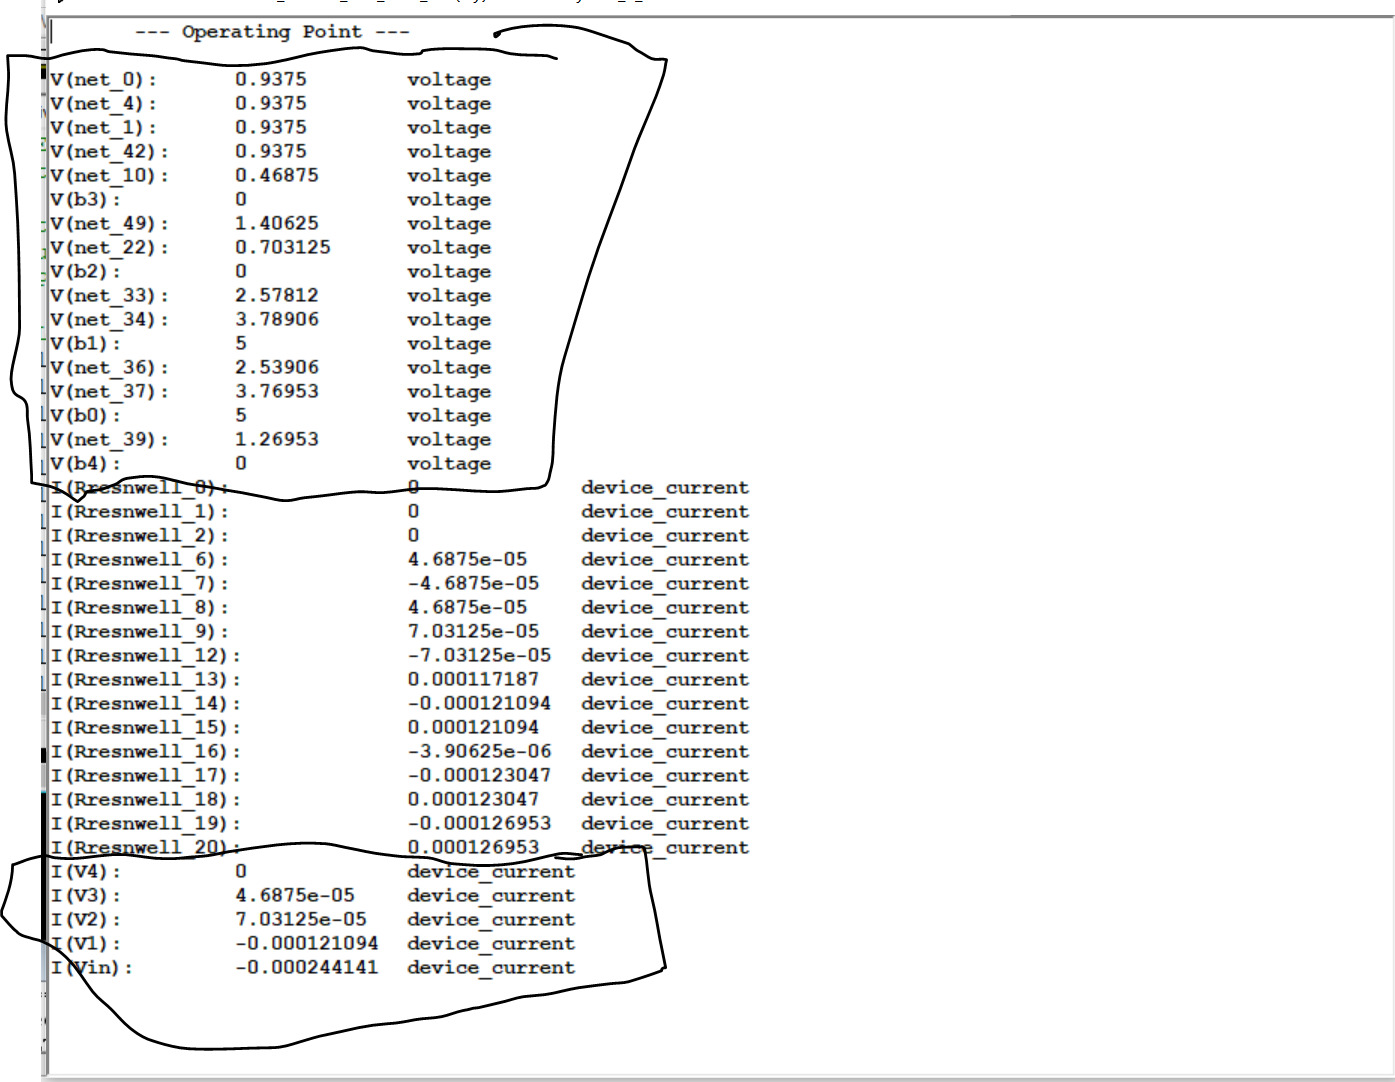 --- Operating Point ---
V(net_0): 0.9375 voltage
V(net_4): 0.9375 voltage
V(net_1): 0.9375 voltage
V(net_42): 0.9375 voltage
V(net_10): 0.46875 voltage
V(b3): 0 voltage
V(net_49): 1.40625 voltage
V(net_22): 0.703125 voltage
V(b2): 0 voltage
V(net_33): 2.57812 voltage
V(net_34): 3.78906 voltage
V(b1): 5 voltage
V(net_36): 2.53906 voltage
V(net_37): 3.76953 voltage
V(b0): 5 voltage
V(net_39): 1.26953 voltage
V(b4): 0 voltage
I(Rresnwell_0): 0 device_current
I(Rresnwell_1): 0 device_current
I(Rresnwell_2): 0 device_current
I(Rresnwell_6): 4.6875e-05 device_current
I(Rresnwell_7): -4.6875e-05 device_current
I(Rresnwell_8): 4.6875e-05 device_current
I(Rresnwell_9): 7.03125e-05 device_current
I(Rresnwell_12): -7.03125e-05 device_current
I(Rresnwell_13): 0.000117187 device_current
I(Rresnwell_14): -0.000121094 device_current
I(Rresnwell_15): 0.000121094 device_current
I(Rresnwell_16): -3.90625e-06 device_current
I(Rresnwell_17): -0.000123047 device_current
I(Rresnwell_18): 0.000123047 device_current
I(Rresnwell_19): -0.000126953 device_current
I(Rresnwell_20): 0.000126953 device_current
I(V4): 0 device_current
I(V3): 4.6875e-05 device_current
I(V2): 7.03125e-05 device_current
I(V1): -0.000121094 device_current
I(Vin): -0.000244141 device_current